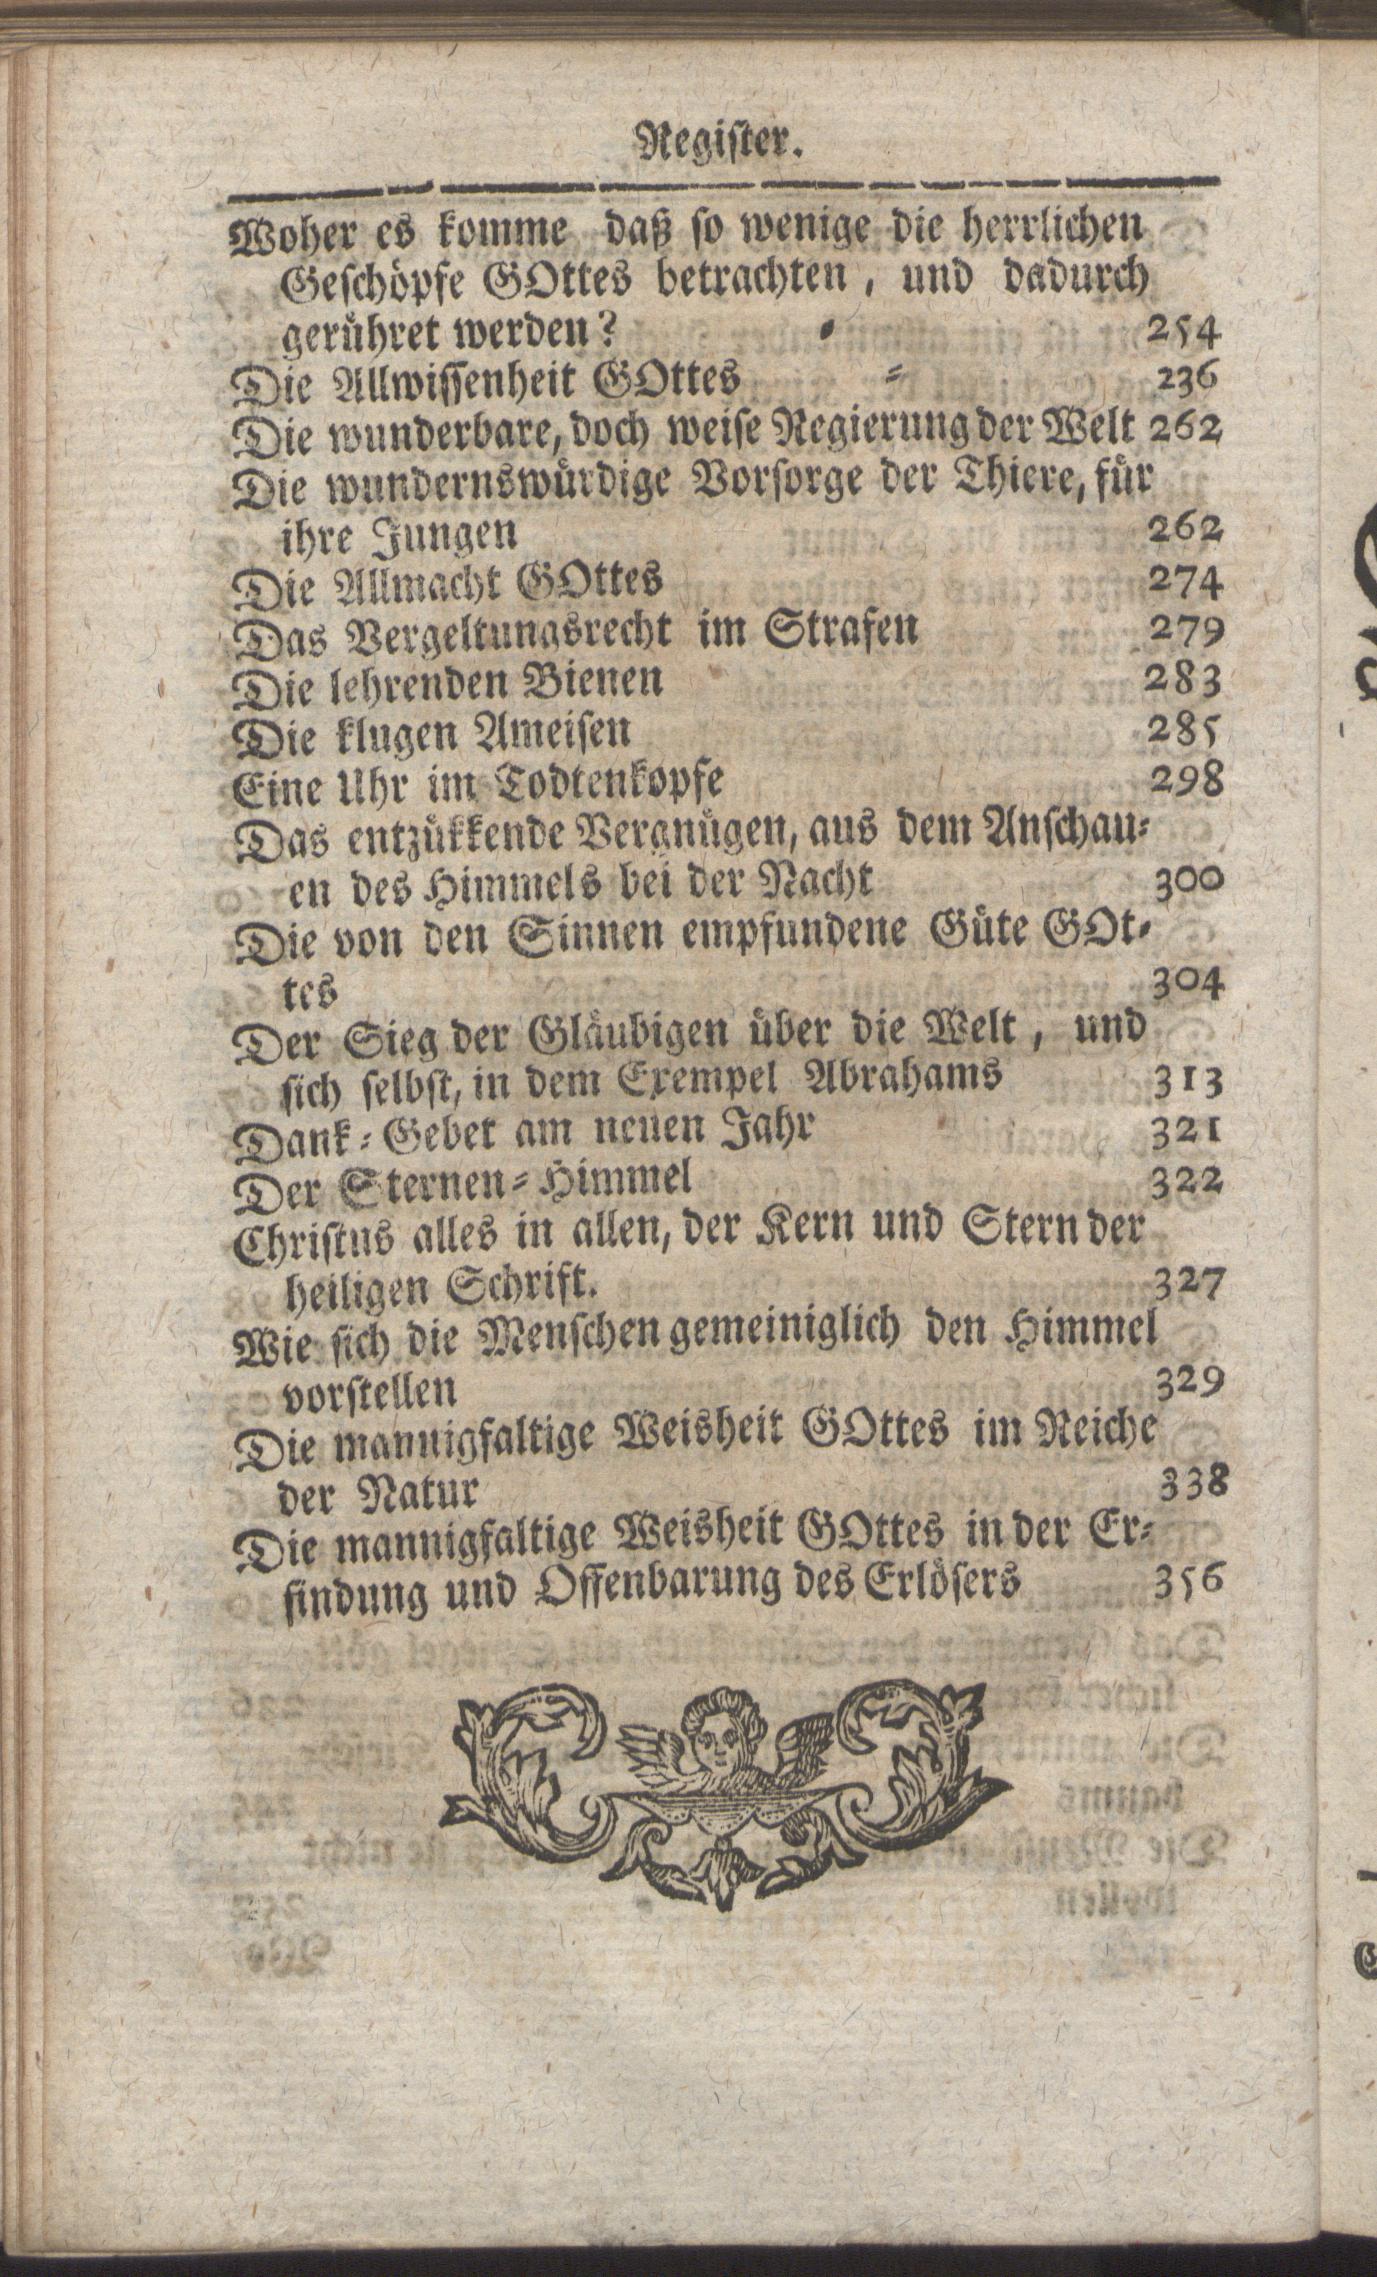 Regiſter.
Woher es komme daß ſo wenige die herrlichen
Geſchöpfe GOttes betrachten, und dadurch
gerühret werden? 254
Die Allwiſſenheit GOttes ⸗ 236
Die wunderbare, doch weiſe Regierung der Welt 262
Die wundernswürdige Vorſorge der Thiere, für
ihre Jungen 262
Die Allmacht GOttes 274
Das Vergeltungsrecht im Strafen 279
Die lehrenden Bienen 283
Die klugen Ameiſen 285
Eine Uhr im Todtenkopfe 298
Das entzükkende Vergnügen, aus dem Anſchau⸗
en des Himmels bei der Nacht 300
Die von den Sinnen empfundene Güte GOt⸗
tes 304
Der Sieg der Gläubigen über die Welt, und
ſich ſelbſt, in dem Exempel Abrahams 313
Dank⸗Gebet am neuen Jahr 321
Der Sternen⸗Himmel 322
Chriſtus alles in allen, der Kern und Stern der
heiligen Schrift. 327
Wie ſich die Menſchen gemeiniglich den Himmel
vorſtellen 329
Die mannigfaltige Weisheit GOttes im Reiche
der Natur 338
Die mannigfaltige Weisheit GOttes in der Er⸗
findung und Offenbarung des Erlöſers 356